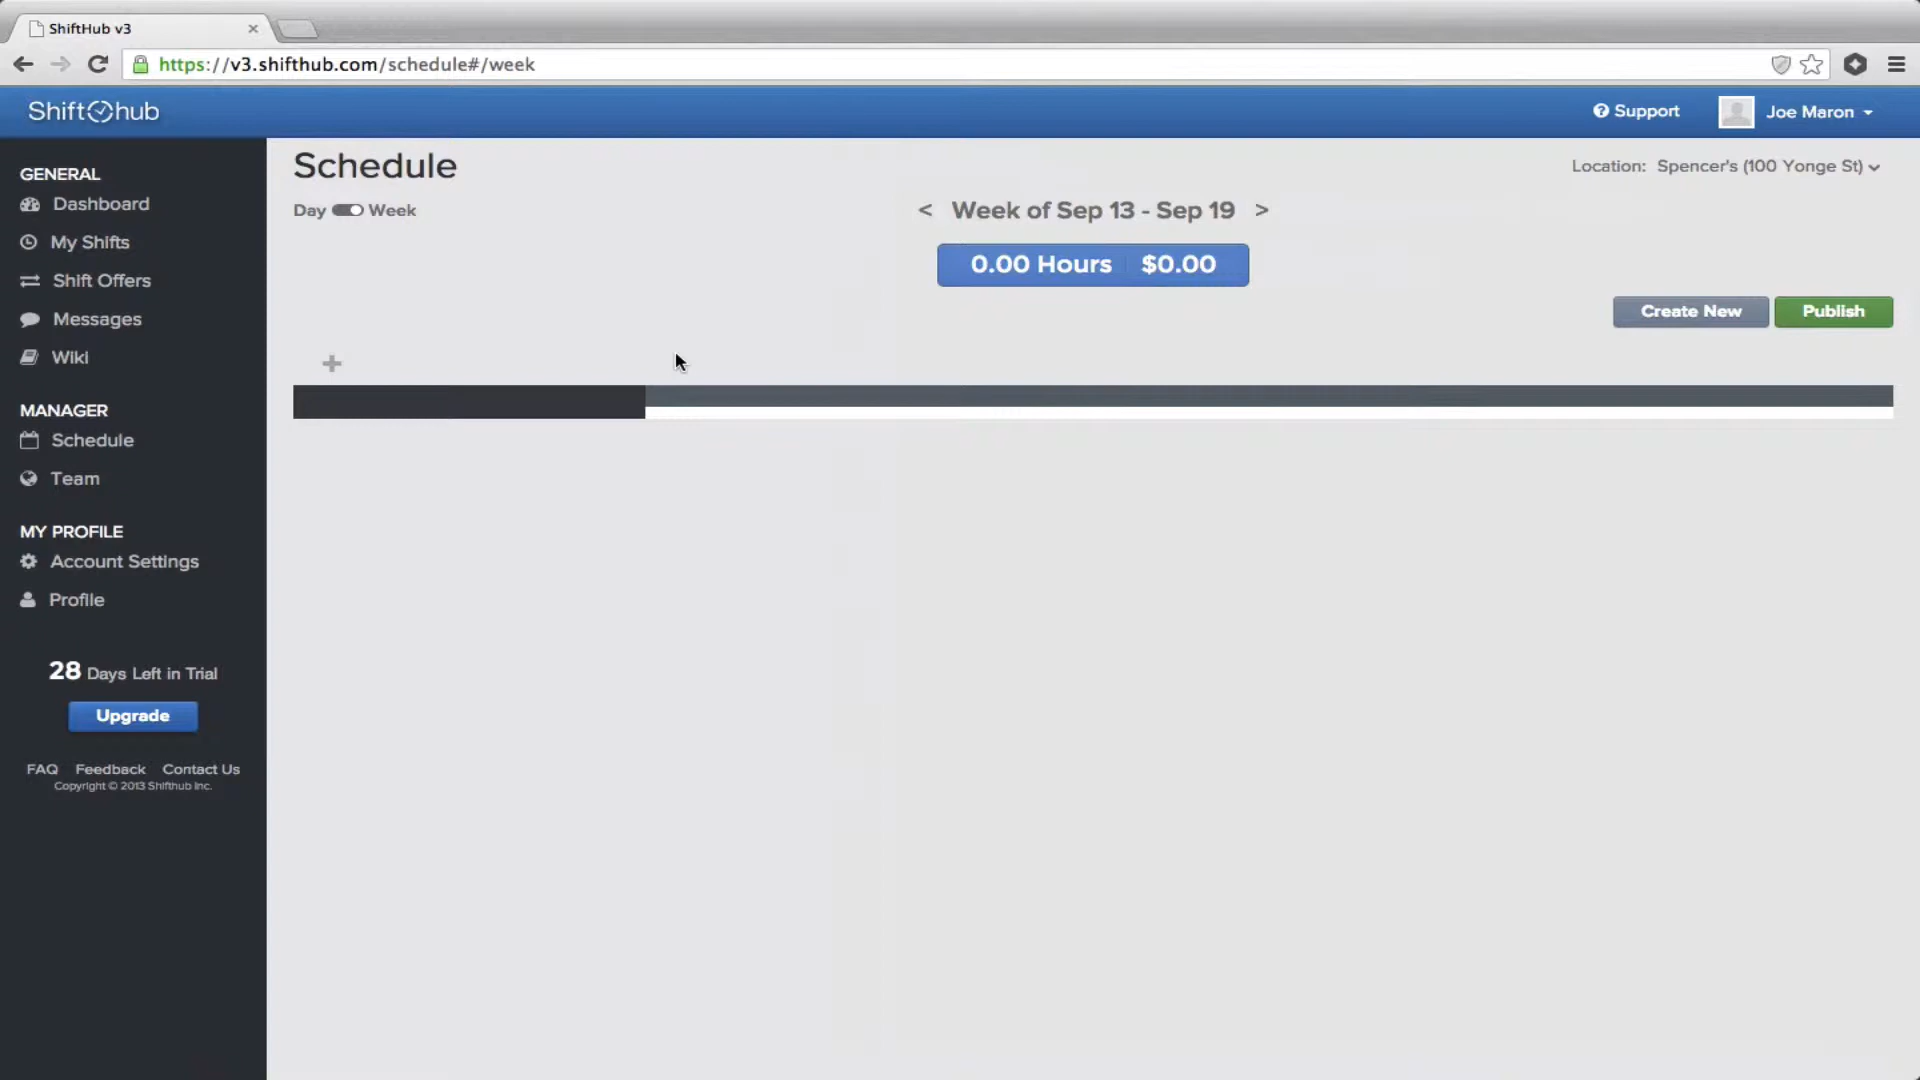 ShiftHub v3
https://v3.shifthub.com/schedule#/week
Shift hub
Support
Joe Maron
GENERAL
Dashboard
My Shifts
Shift Offers
Messages
Wiki
MANAGER
Schedule
Team
MY PROFILE
Account Settings
Profile
28 Days Left in Trial
Upgrade
FAQ Feedback Contact Us
Copyright © 2013 Shifthub Inc.
Schedule
Location: Spencer's (100 Yonge St)
Day Week
< Week of Sep 13 - Sep 19 >
0.00 Hours $0.00
Create New Publish
+